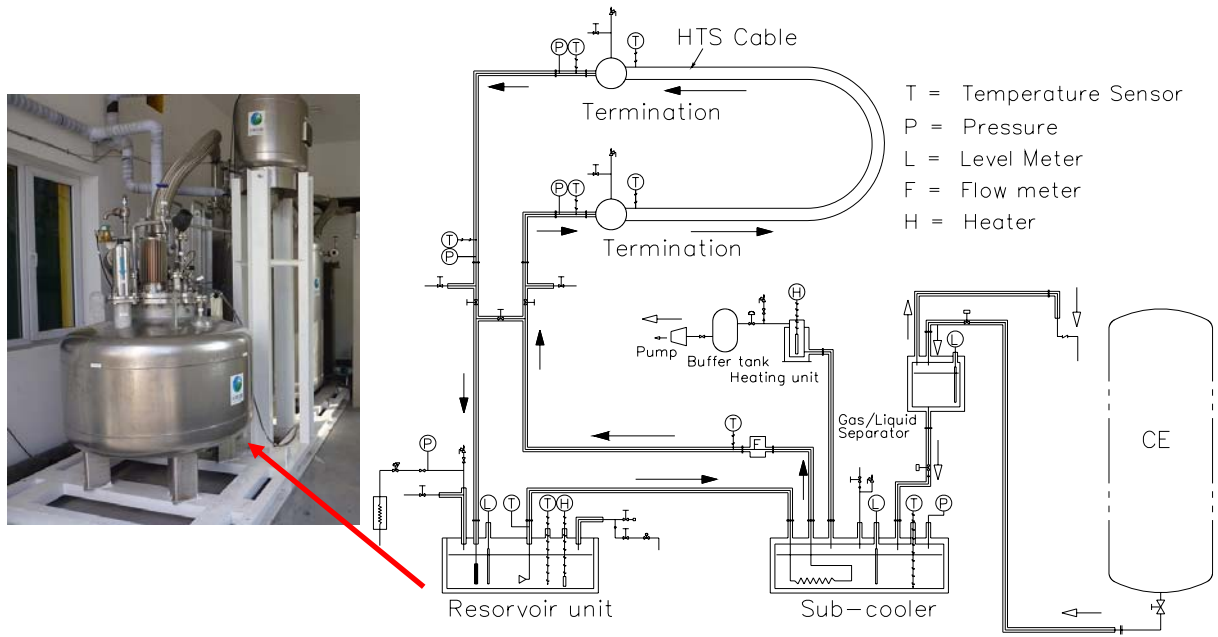 HTS Cable
P T
T
Termination
T = Temperature Sensor
P = Pressure
L = Level Meter
F = Flow meter
H = Heater
P T
T
Termination
T
P
H
Pump
Buffer tank
Heating unit
L
Gas/Liquid
Separator
CE
P
T
F
L
T
T
H
L
T
P
Resorvoir unit
Sub-cooler